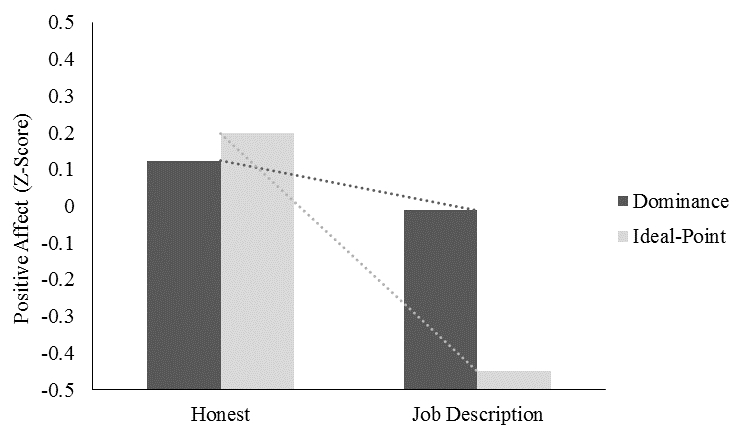 Positive Affect (Z-Score)
0.5
0.4
0.3
0.2
0.1
0
-0.1
-0.2
-0.3
-0.4
-0.5
Honest
Job Description
Dominance
Ideal-Point